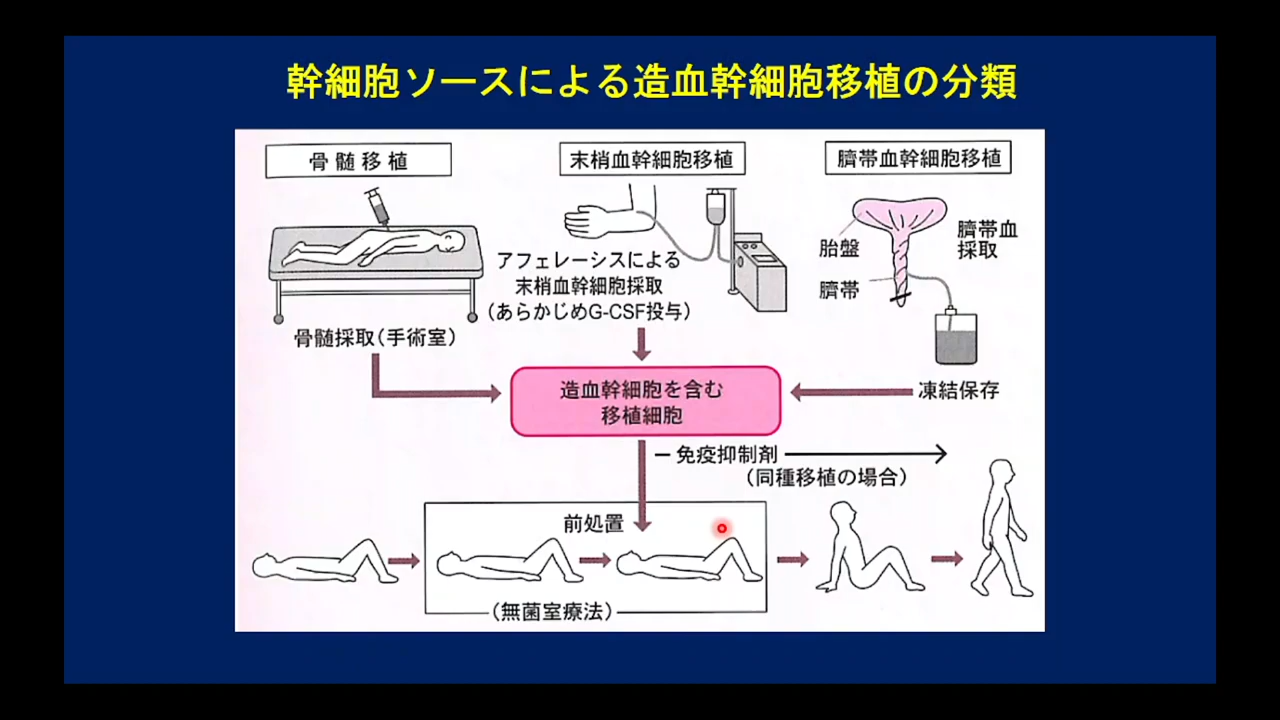 幹細胞ソースによる造血幹細胞移植の分類
骨髄移植
末梢血幹細胞移植
臍帯血幹細胞移植
骨髄採取(手術室)
アフェレーシスによる
末梢血幹細胞採取
(あらかじめG-CSF投与)
胎盤
臍帯
臍帯血
採取
凍結保存
造血幹細胞を含む
移植細胞
免疫抑制剤
(同種移植の場合)
前処置
(無菌室療法)